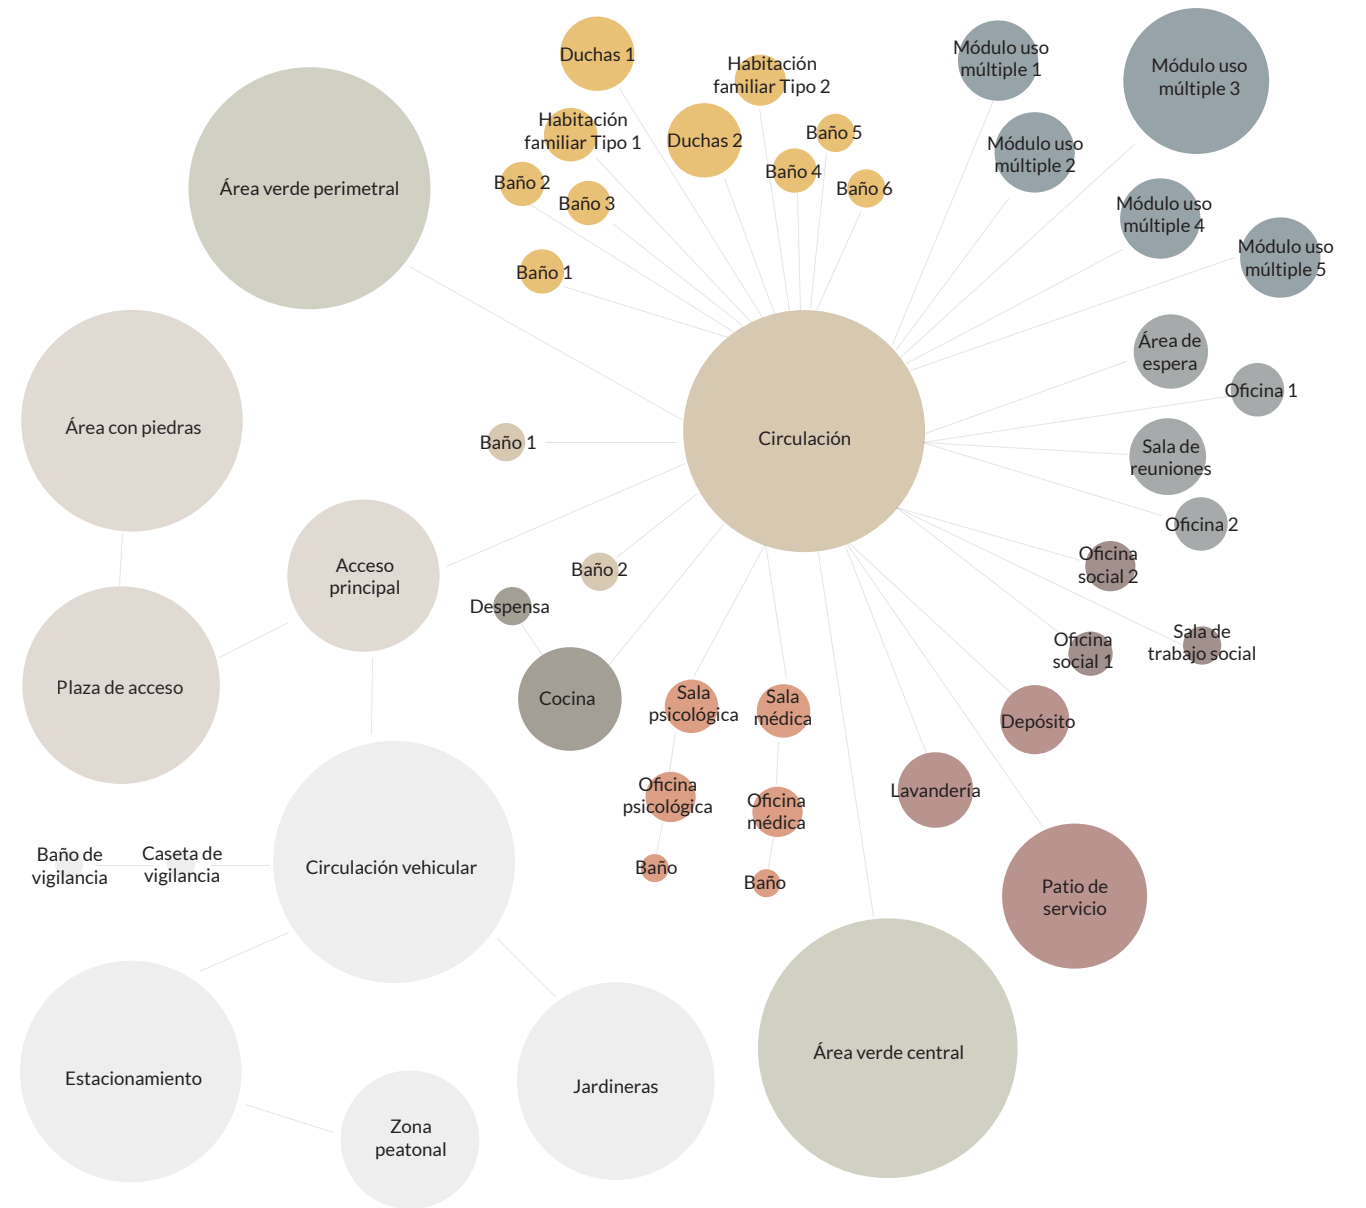 Duchas 1
Habitación
familiar Tipo 2
Módulo uso
múltiple 1
Módulo uso
múltiple 3
Habitación
familiar Tipo 1
Duchas 2
Baño 5
Módulo uso
múltiple 2
Área verde perimetral
Baño 2
Baño 3
Baño 4
Baño 6
Módulo uso
múltiple 4
Baño 1
Módulo uso
múltiple 5
Área de
espera
Oficina 1
Área con piedras
Baño 1
Circulación
Sala de
reuniones
Oficina 2
Acceso
principal
Baño 2
Oficina
social 2
Despensa
Oficina
social 1
Sala de
trabajo social
Plaza de acceso
Cocina
Sala
psicológica
Sala
médica
Depósito
Oficina
psicológica
Oficina
médica
Lavandería
Baño de
vigilancia
Caseta de
vigilancia
Circulación vehicular
Baño
Baño
Patio de
servicio
Estacionamiento
Jardineras
Área verde central
Zona
peatonal